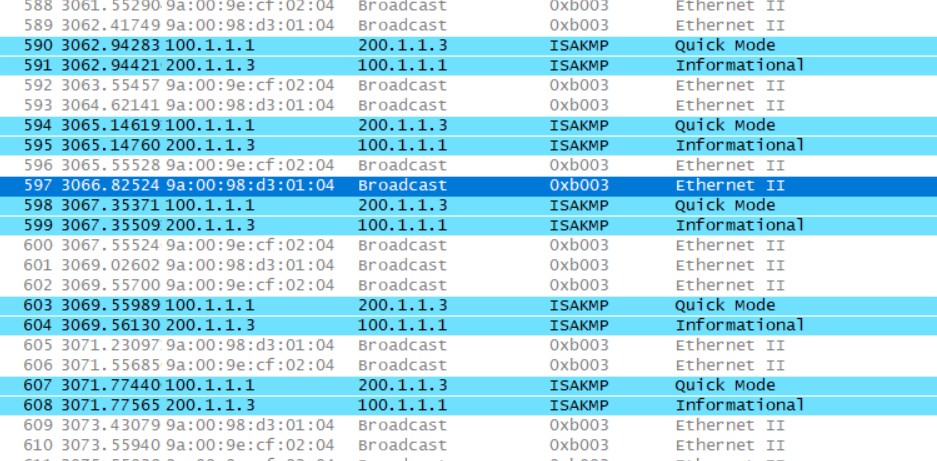 588 3061.55290 9a:00:9e:cf:02:04 Broadcast 0xb003 Ethernet II
589 3062.41749 9a:00:98:d3:01:04 Broadcast 0xb003 Ethernet II
590 3062.94283 100.1.1.1 200.1.1.3 ISAKMP Quick Mode
591 3062.94421 200.1.1.3 100.1.1.1 ISAKMP Informational
592 3063.55457 9a:00:9e:cf:02:04 Broadcast 0xb003 Ethernet II
593 3064.62141 9a:00:98:d3:01:04 Broadcast 0xb003 Ethernet II
594 3065.14619 100.1.1.1 200.1.1.3 ISAKMP Quick Mode
595 3065.14760 200.1.1.3 100.1.1.1 ISAKMP Informational
596 3065.55528 9a:00:9e:cf:02:04 Broadcast 0xb003 Ethernet II
597 3066.82524 9a:00:98:d3:01:04 Broadcast 0xb003 Ethernet II
598 3067.35371 100.1.1.1 200.1.1.3 ISAKMP Quick Mode
599 3067.35509 200.1.1.3 100.1.1.1 ISAKMP Informational
600 3067.55524 9a:00:9e:cf:02:04 Broadcast 0xb003 Ethernet II
601 3069.02602 9a:00:98:d3:01:04 Broadcast 0xb003 Ethernet II
602 3069.55700 9a:00:9e:cf:02:04 Broadcast 0xb003 Ethernet II
603 3069.55989 100.1.1.1 200.1.1.3 ISAKMP Quick Mode
604 3069.56130 200.1.1.3 100.1.1.1 ISAKMP Informational
605 3071.23097 9a:00:98:d3:01:04 Broadcast 0xb003 Ethernet II
606 3071.55685 9a:00:9e:cf:02:04 Broadcast 0xb003 Ethernet II
607 3071.77440 100.1.1.1 200.1.1.3 ISAKMP Quick Mode
608 3071.77565 200.1.1.3 100.1.1.1 ISAKMP Informational
609 3073.43079 9a:00:98:d3:01:04 Broadcast 0xb003 Ethernet II
610 3073.55940 9a:00:9e:cf:02:04 Broadcast 0xb003 Ethernet II